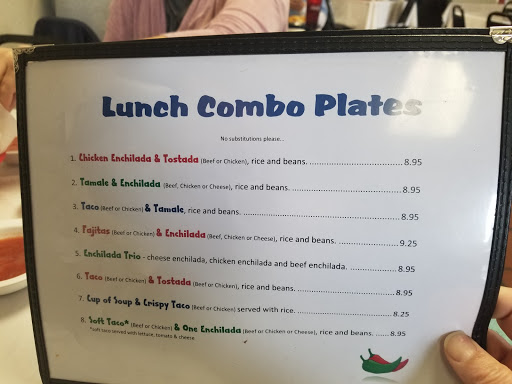 Lunch Combo Plates
No substitutions please...
1. Chicken Enchilada & Tostada (Beef or Chicken), rice and beans. ............................ 8.95
2. Tamale & Enchilada (Beef, Chicken or Cheese), rice and beans. ............................ 8.95
3. Taco (Beef or Chicken) & Tamale, rice and beans. ............................ 8.95
4. Tajitas (Beef or Chicken) & Enchilada (Beef, Chicken or Cheese), rice and beans. ............ 9.25
5. Enchilada Trio - cheese enchilada, chicken enchilada and beef enchilada. ............ 8.95
6. Taco (Beef or Chicken) & Tostada (Beef or Chicken), rice and beans. ............................ 8.95
7. Cup of Soup & Crispy Taco (Beef or Chicken) served with rice. ............................ 8.25
8. Soft Taco* (Beef or Chicken) & One Enchilada (Beef or Chicken or Cheese), rice and beans. ...... 8.95
*soft taco served with lettuce, tomato & cheese